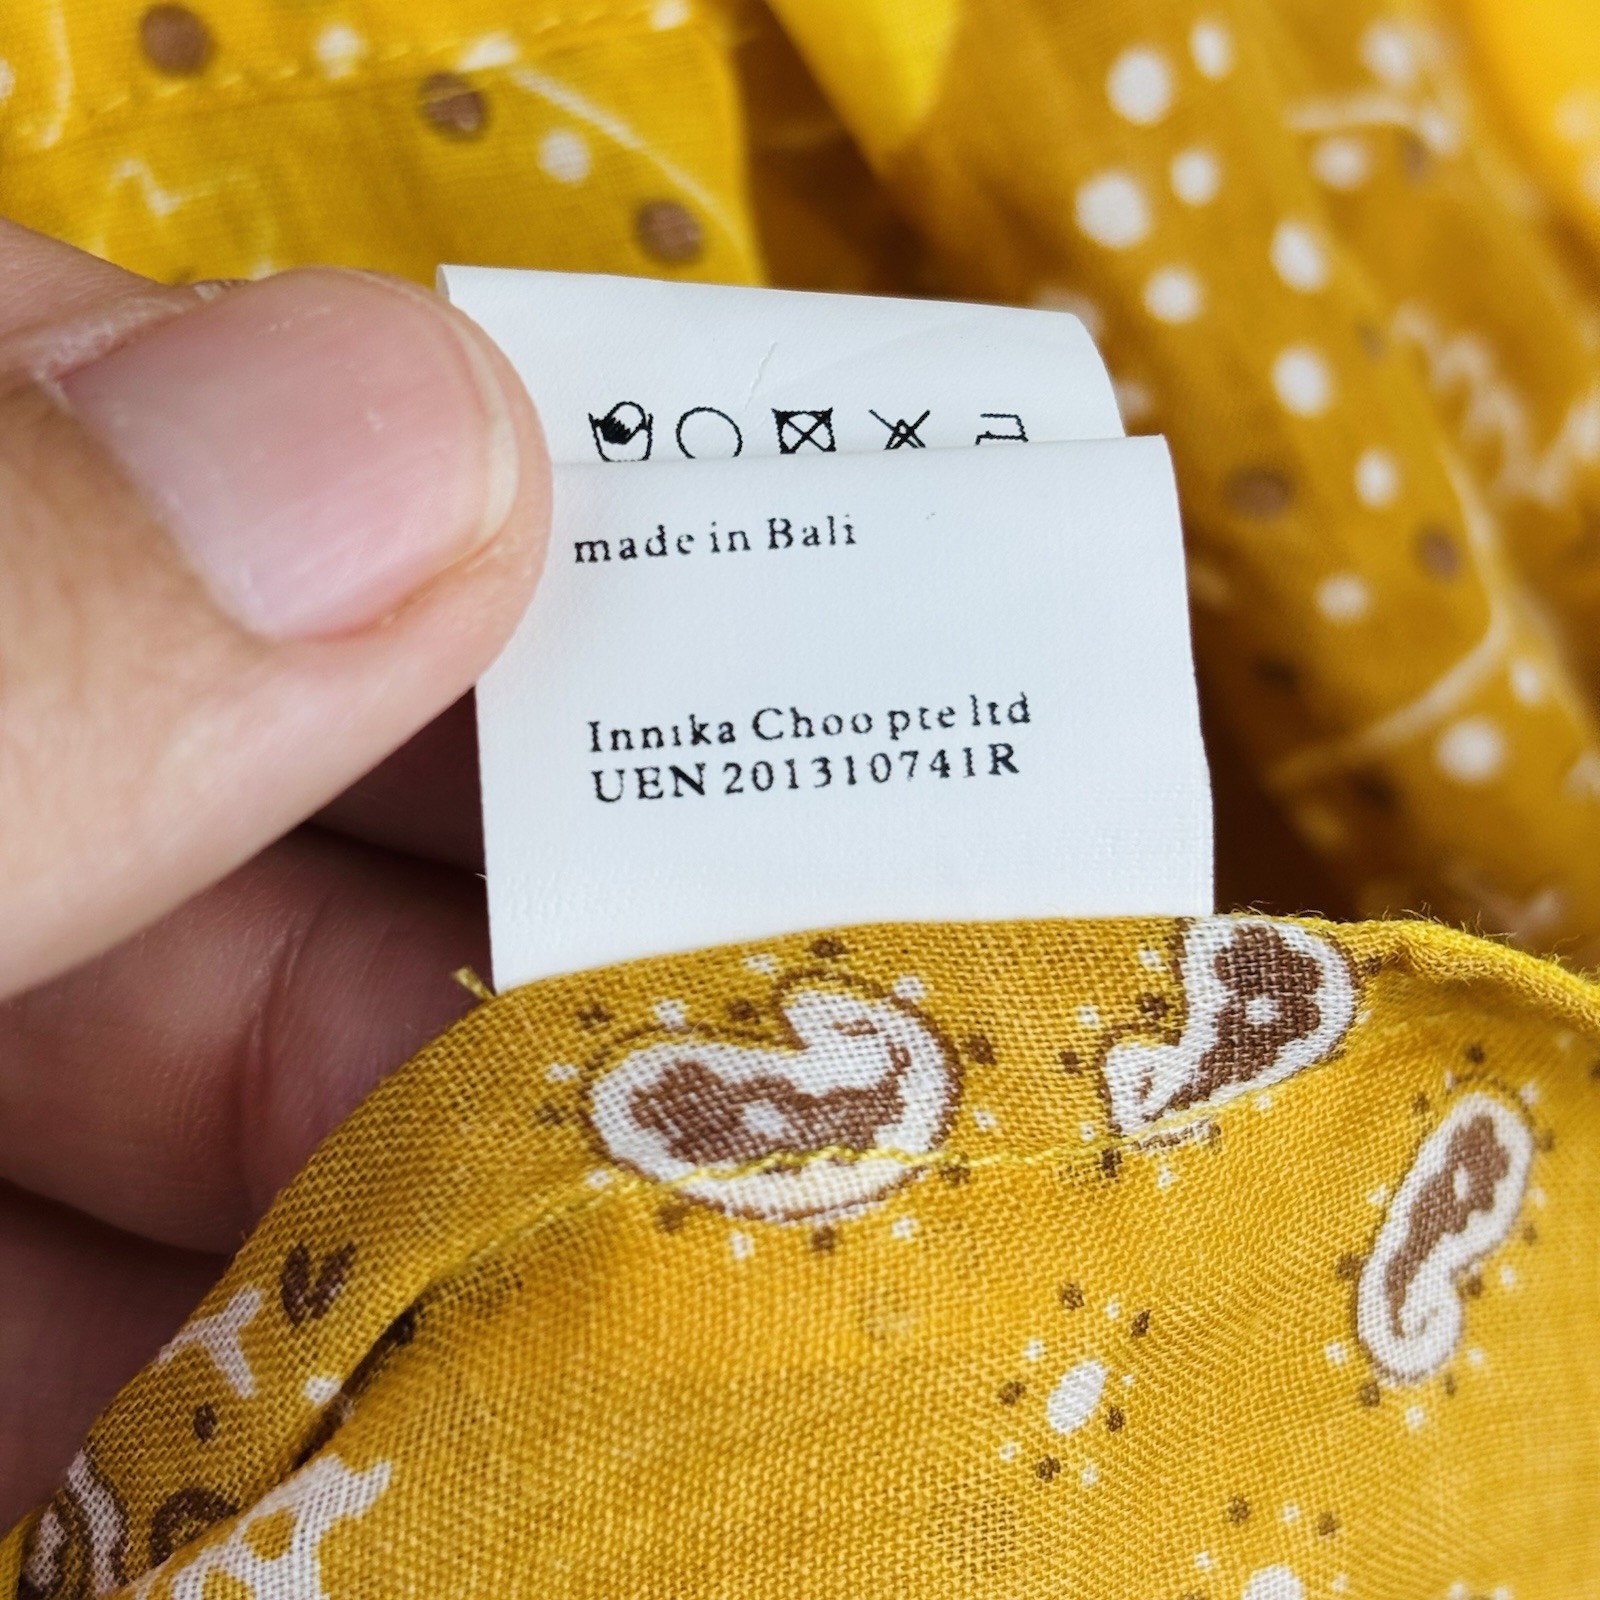 made in Bali
Innika Choo pte ltd
UEN 201310741R